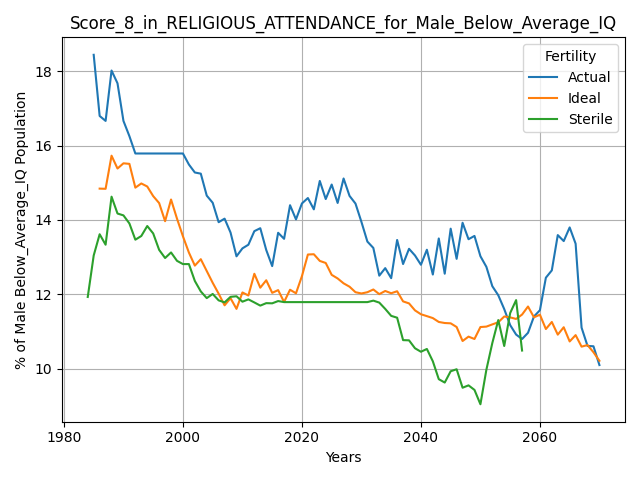 Score_8_in_RELIGIOUS_ATTENDANCE_for_Male_Below_Average_IQ
Fertility
Actual
Ideal
Sterile
% of Male Below_Average_IQ Population
18
16
14
12
10
1980
2000
2020
2040
2060
Years